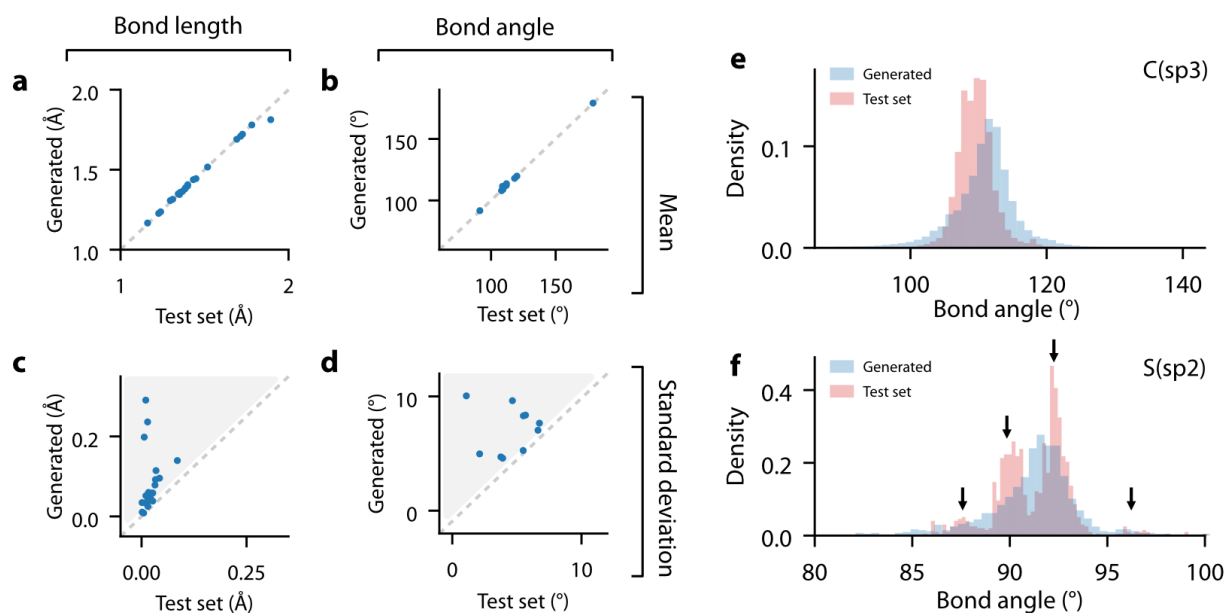 Bond length
Bond angle
a
2.0
1.5
1.0
Generated (Å)
1
2
Test set (Å)
b
150
100
Generated (°)
100
150
Test set (°)
Mean
c
0.2
0.0
Generated (Å)
0.00
0.25
Test set (Å)
d
10
0
Generated (°)
0
10
Test set (°)
Standard deviation
e
Generated
Test set
C(sp3)
0.1
0.0
Density
100
120
140
Bond angle (°)
f
Generated
Test set
S(sp2)
0.4
0.2
0.0
Density
80
85
90
95
100
Bond angle (°)